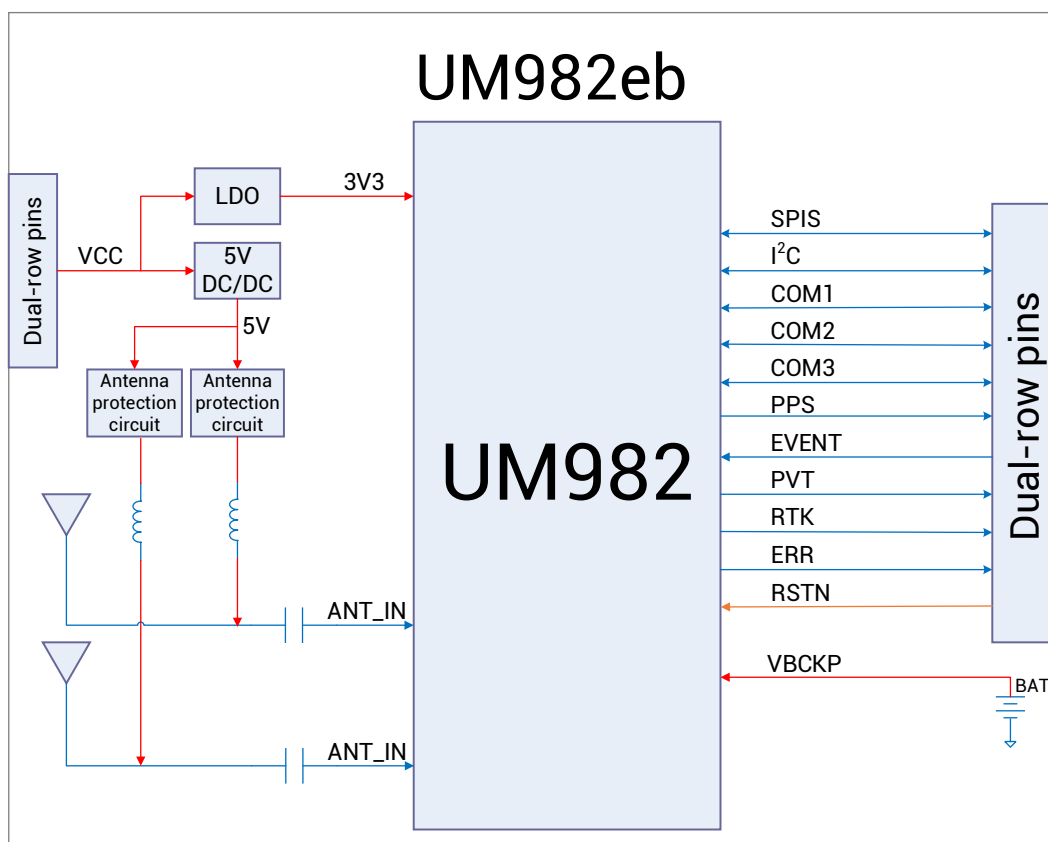 UM982eb
LDO
3V3
Dual-row pins
VCC
5V
DC/DC
5V
Antenna
protection
circuit
Antenna
protection
circuit
UM982
ANT_IN
ANT_IN
SPIS
I²C
COM1
COM2
COM3
PPS
EVENT
PVT
RTK
ERR
RSTN
VBCKP
Dual-row pins
BAT